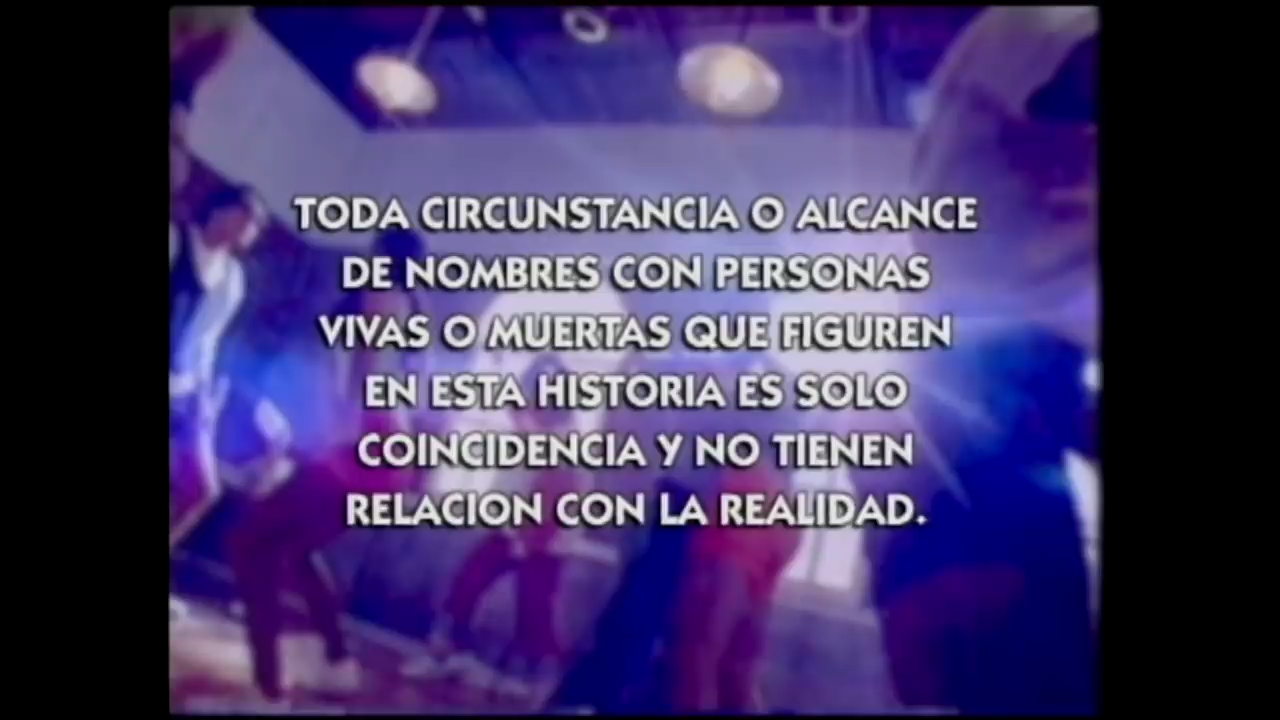 TODA CIRCUNSTANCIA O ALCANCE
DE NOMBRES CON PERSONAS
VIVAS O MUERTAS QUE FIGUREN
EN ESTA HISTORIA ES SOLO
COINCIDENCIA Y NO TIENEN
RELACION CON LA REALIDAD.